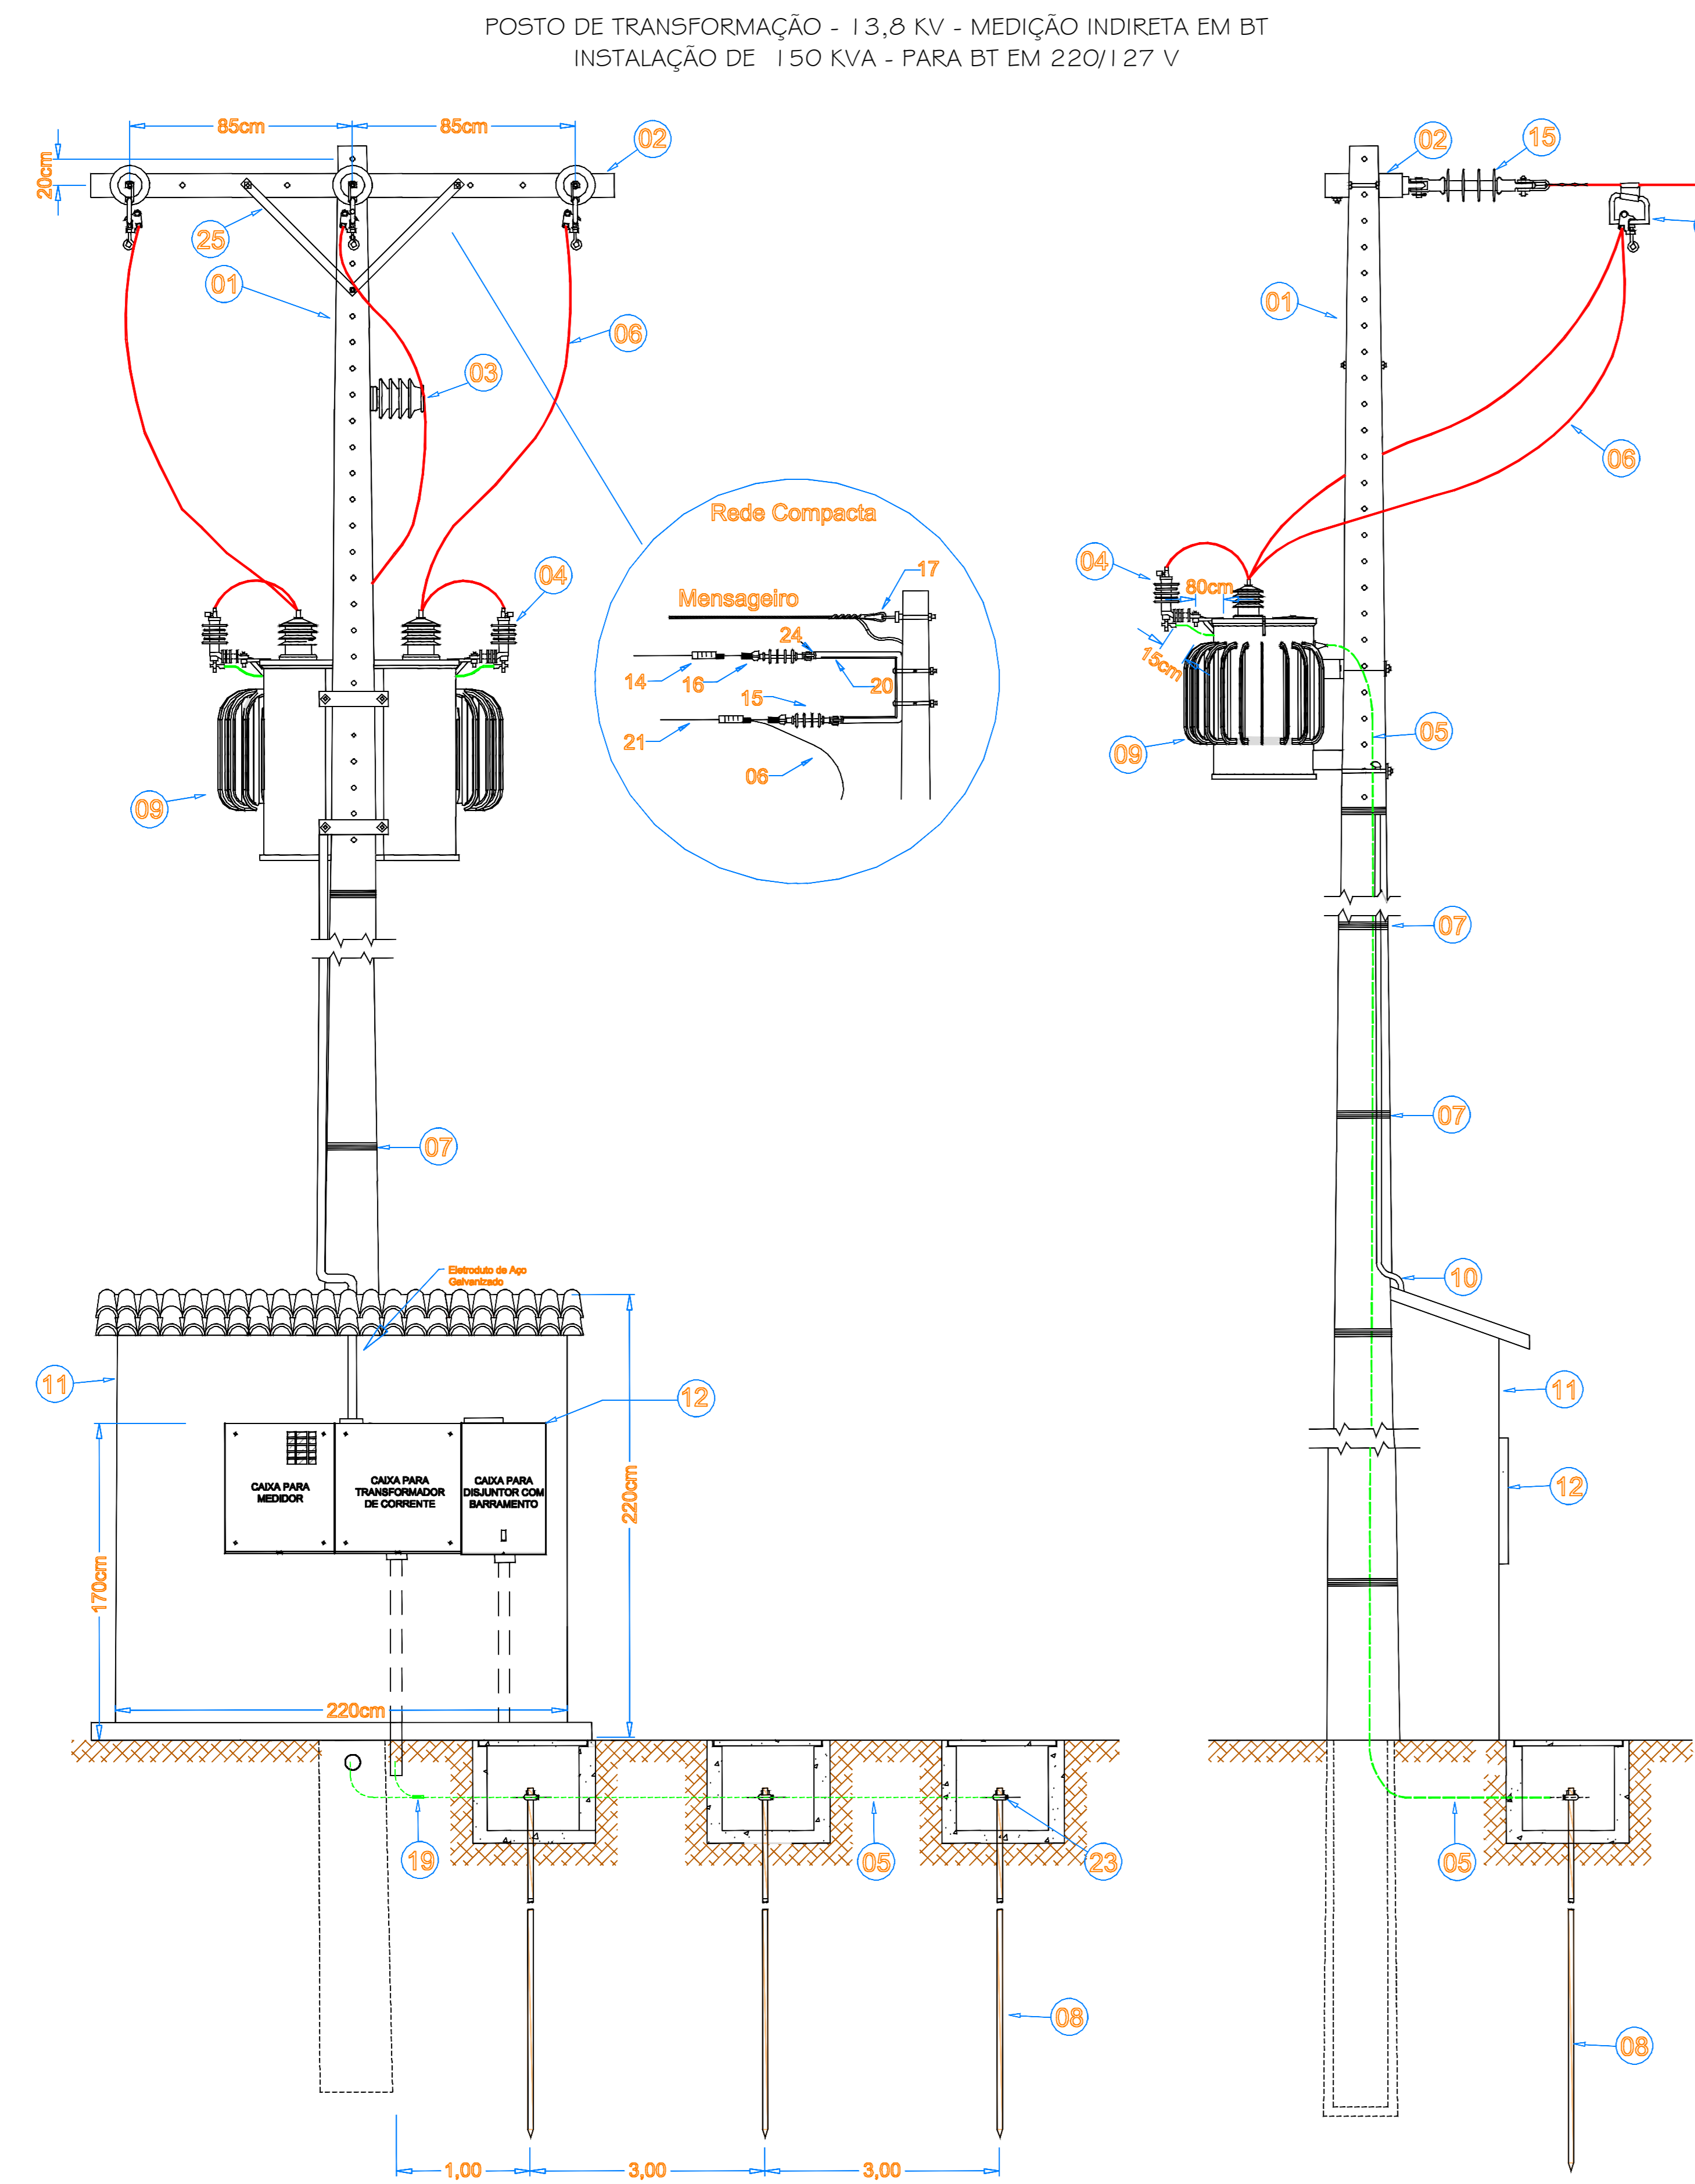 POSTO DE TRANSFORMAÇÃO - 13,8 KV - MEDIÇÃO INDIRETA EM BT
INSTALAÇÃO DE 150 KVA - PARA BT EM 220/127 V
85cm
85cm
02
20cm
25
01
06
03
04
09
Rede Compacta
Mensageiro
17
24
14
16
20
15
21
06
07
Eletroduto de Aço
Galvanizado
11
12
CAIXA PARA
MEDIDOR
CAIXA PARA
TRANSFORMADOR
DE CORRENTE
CAIXA PARA
DISJUNTOR COM
BARRAMENTO
220cm
170cm
220cm
19
05
23
08
1,00
3,00
3,00
02
15
01
06
04
80cm
15cm
05
09
07
07
10
11
12
05
08